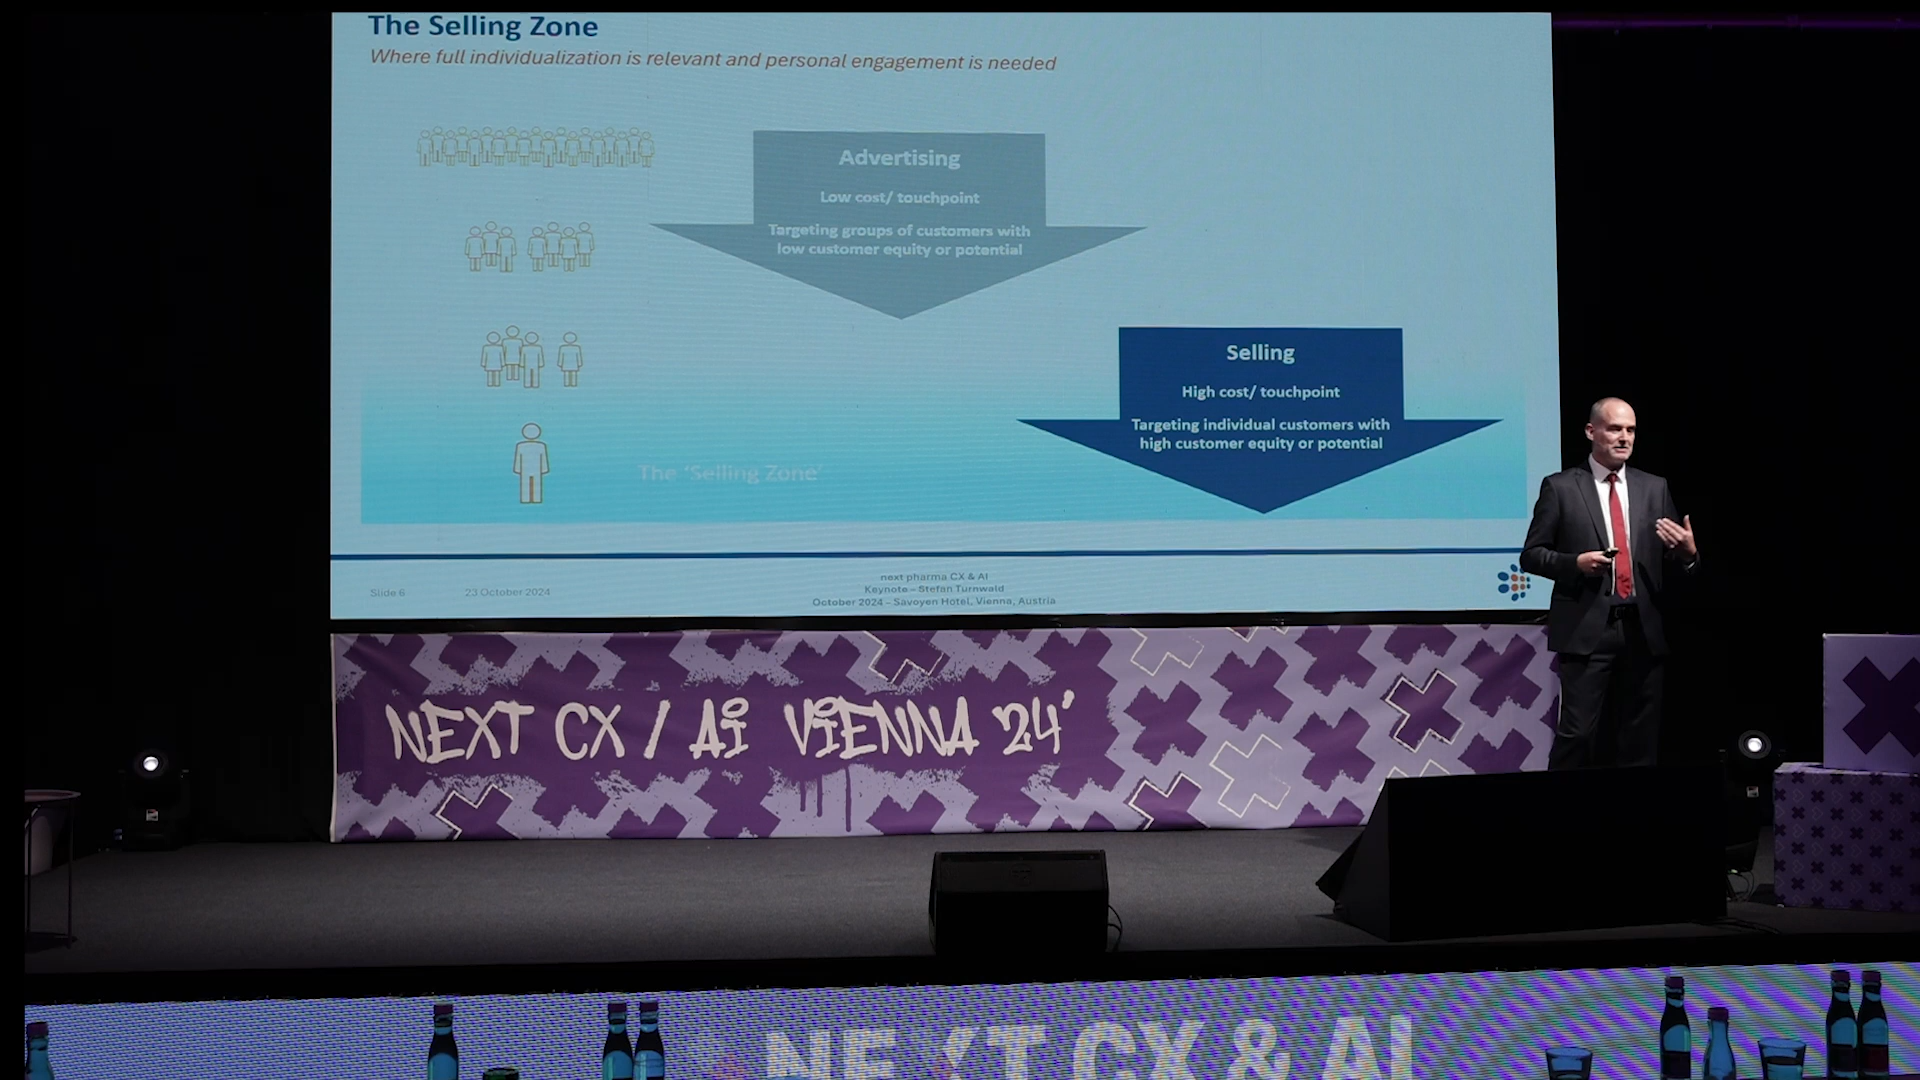 The Selling Zone
Where full individualization is relevant and personal engagement is needed
Advertising
Low cost/ touchpoint
Targeting groups of customers with
low customer equity or potential
Selling
High cost/ touchpoint
Targeting individual customers with
high customer equity or potential
The 'Selling Zone'
Slide 6
23 October 2024
next pharma CX & AI
Keynote – Stefan Turnwald
October 2024 – Savoyen Hotel, Vienna, Austria
NEXT CX / Ai ViENNA '24'
NEXT CX & AI